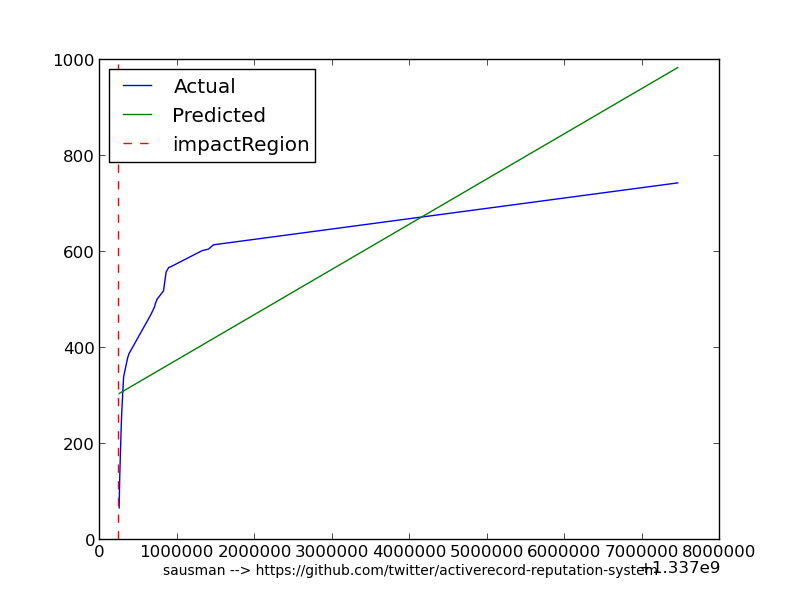 1000
800
600
400
200
0
Actual
Predicted
impactRegion
0 1000000 2000000 3000000 4000000 5000000 6000000 7000000 8000000
+1.337e9
sausman --> https://github.com/twitter/activerecord-reputation-system